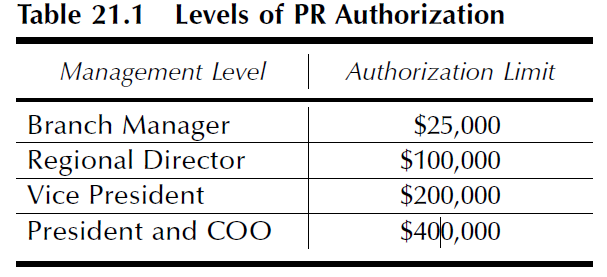 Table 21.1 Levels of PR Authorization
Management Level Authorization Limit
Branch Manager $25,000
Regional Director $100,000
Vice President $200,000
President and COO $400,000